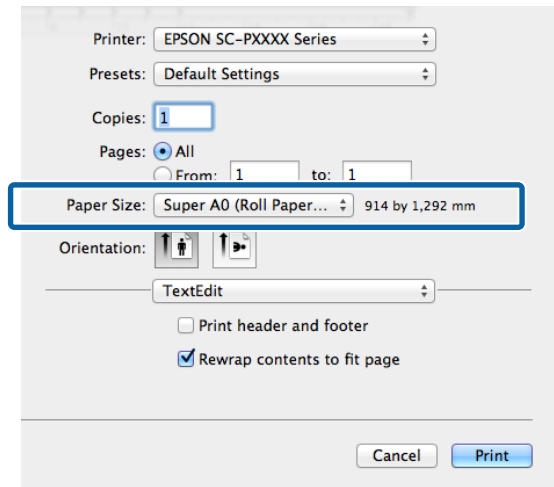 Printer: EPSON SC-PXXXX Series
Presets: Default Settings
Copies: 1
Pages: All
From: 1 to: 1
Paper Size: Super A0 (Roll Paper... 914 by 1,292 mm
Orientation:
TextEdit
Print header and footer
Rewrap contents to fit page
Cancel Print